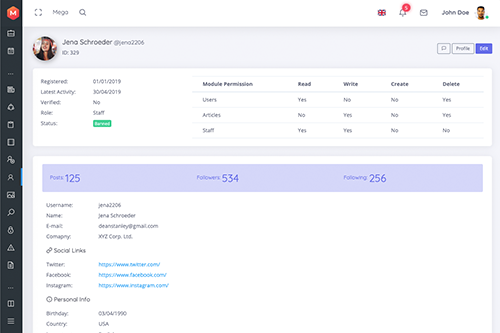 M Mega 5 John Doe
Jena Schroeder @jena2206
ID: 329
Profile Edit
Registered: 01/01/2019
Latest Activity: 30/04/2019
Verified: No
Role: Staff
Status: Banned
Module Permission Read Write Create Delete
Users Yes No No Yes
Articles No Yes No Yes
Staff Yes Yes No No
Posts: 125 Followers: 534 Following: 256
Username: jena2206
Name: Jena Schroeder
E-mail: deanstanley@gmail.com
Comapny: XYZ Corp. Ltd.
Social Links
Twitter: https://www.twitter.com/
Facebook: https://www.facebook.com/
Instagram: https://www.instagram.com/
Personal Info
Birthday: 03/04/1990
Country: USA